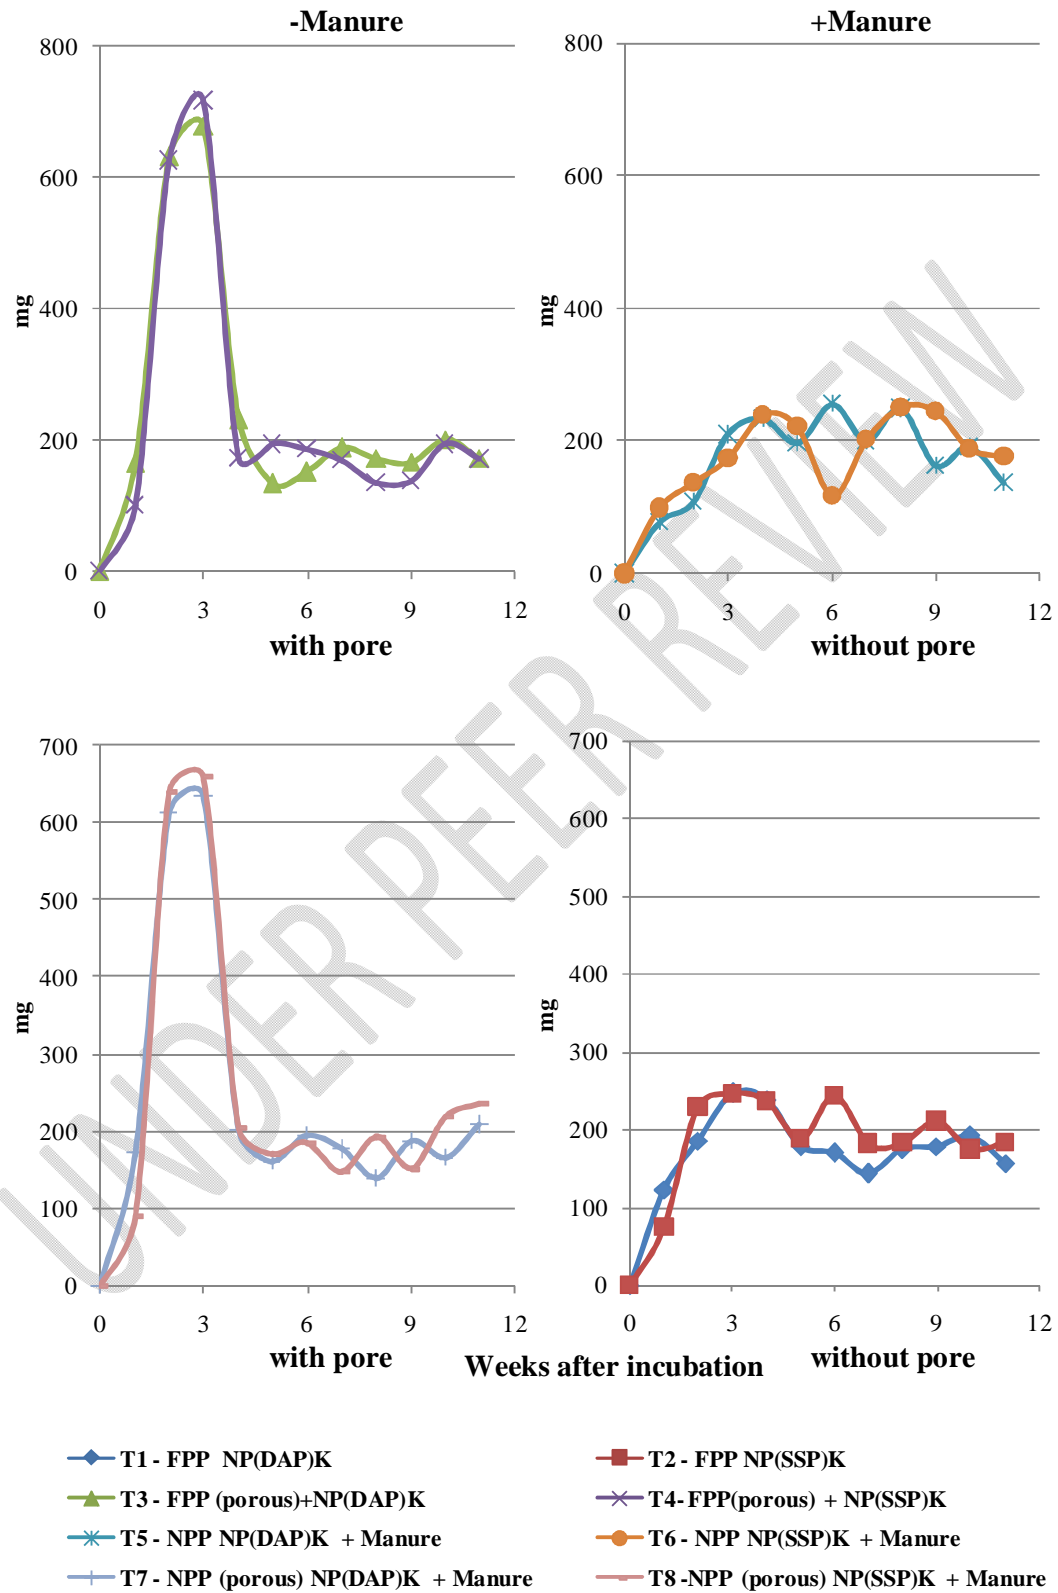 -Manure
+Manure
800
600
400
200
0
mg
0 3 6 9 12
with pore
800
600
400
200
0
mg
0 3 6 9 12
without pore
700
600
500
400
300
200
100
0
mg
0 3 6 9 12
with pore
700
600
500
400
300
200
100
0
mg
0 3 6 9 12
without pore
Weeks after incubation
T1 - FPP NP(DAP)K
T2 - FPP NP(SSP)K
T3 - FPP (porous)+NP(DAP)K
T4-FPP(porous) + NP(SSP)K
T5 - NPP NP(DAP)K + Manure
T6 - NPP NP(SSP)K + Manure
T7 - NPP (porous) NP(DAP)K + Manure
T8-NPP (porous) NP(SSP)K + Manure
UNDER PEER REVIEW